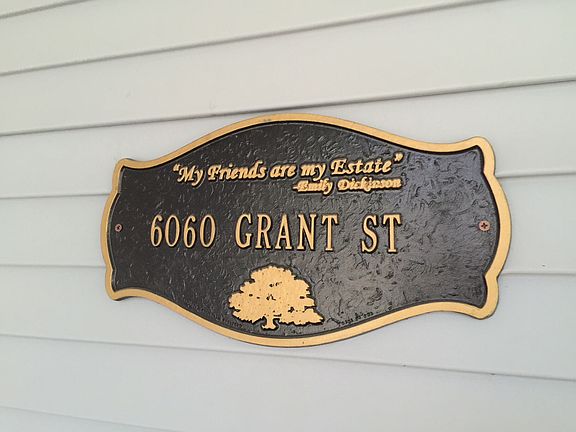 "My Friends are my Estate"
-Emily Dickinson
6060 GRANT ST